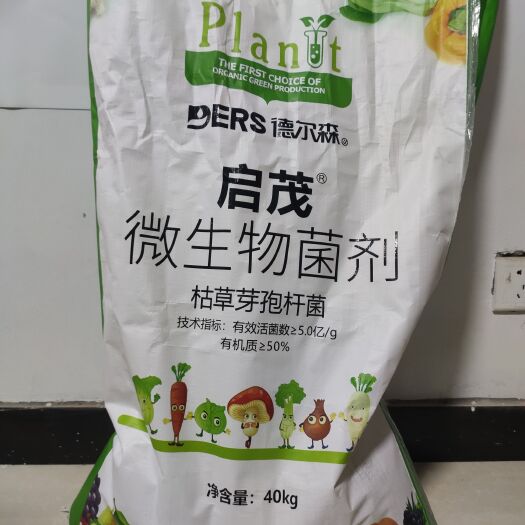 Planit
THE FIRST CHOICE OF
ORGANIC GREEN PRODUCTION
DERS 德尔森®
启茂®
微生物菌剂
枯草芽孢杆菌
技术指标：有效活菌数≥5.0亿/g
有机质≥50%
净含量：40kg